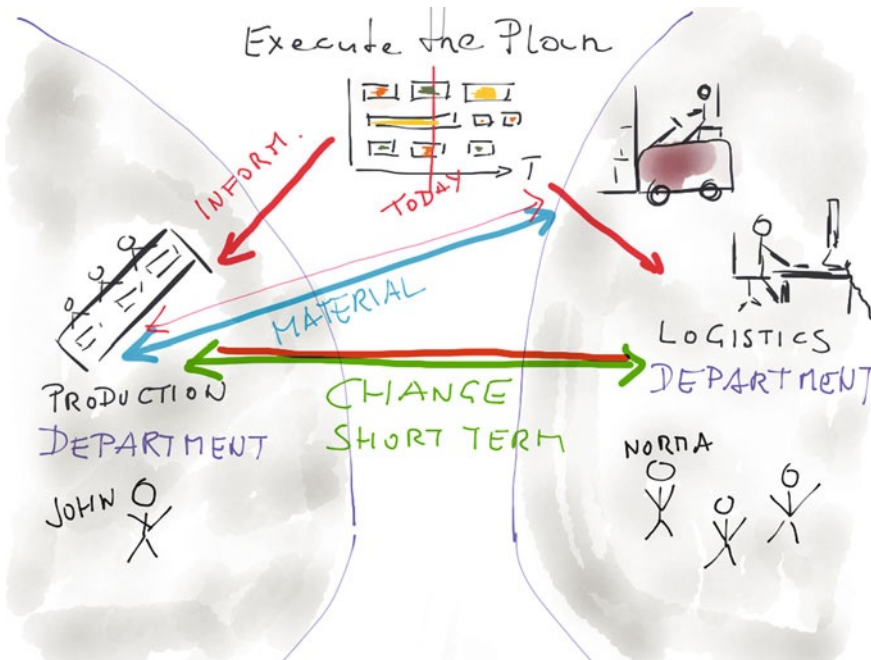 Execute the Plan
T
INFORM.
TODAY
MATERIAL
PRODUCTION
DEPARTMENT
CHANGE
SHORT TERM
LOGISTICS
DEPARTMENT
JOHN
NORMA